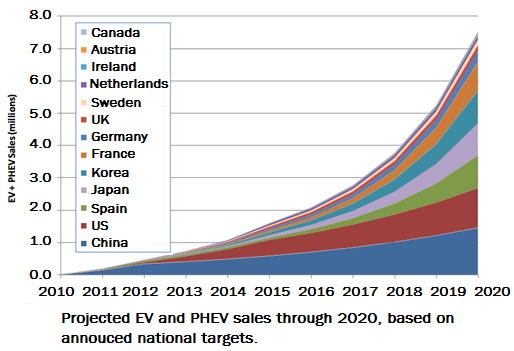 8.0
7.0
6.0
5.0
4.0
3.0
2.0
1.0
0.0
EV + PHEV Sales (millions)
Canada
Austria
Ireland
Netherlands
Sweden
UK
Germany
France
Korea
Japan
Spain
US
China
2010 2011 2012 2013 2014 2015 2016 2017 2018 2019 2020
Projected EV and PHEV sales through 2020, based on
annouced national targets.